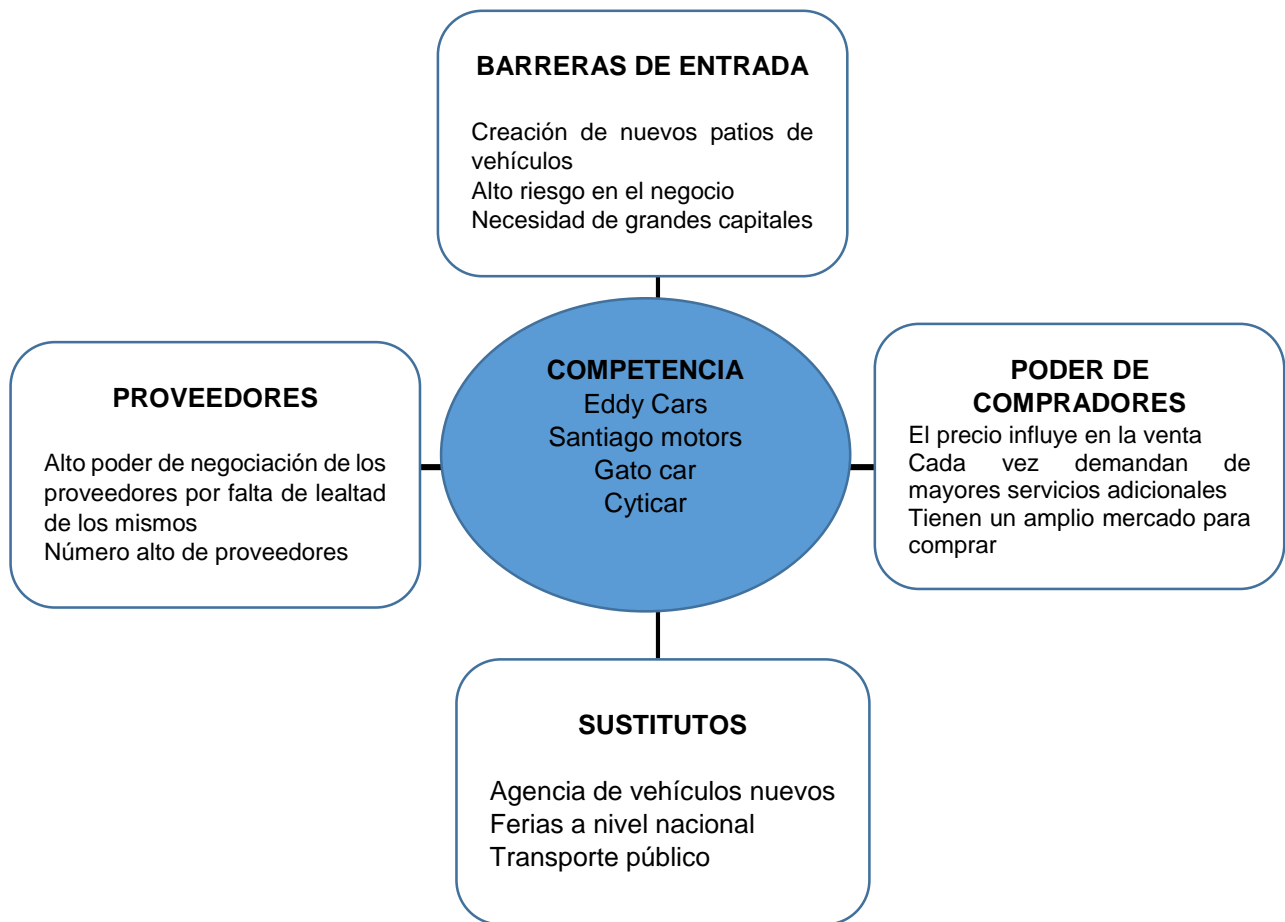 BARRERAS DE ENTRADA
Creación de nuevos patios de
vehículos
Alto riesgo en el negocio
Necesidad de grandes capitales
PROVEEDORES
Alto poder de negociación de los
proveedores por falta de lealtad
de los mismos
Número alto de proveedores
COMPETENCIA
Eddy Cars
Santiago motors
Gato car
Cyticar
PODER DE
COMPRADORES
El precio influye en la venta
Cada vez demandan de
mayores servicios adicionales
Tienen un amplio mercado para
comprar
SUSTITUTOS
Agencia de vehículos nuevos
Ferias a nivel nacional
Transporte público